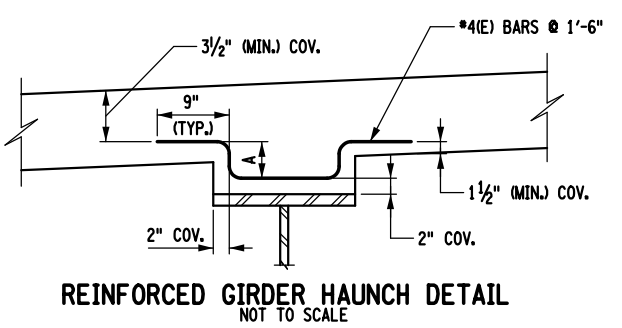 #4(E) BARS @ 1'-6"
3½" (MIN.) COV.
9"
(TYP.)
A
1½" (MIN.) COV.
2" COV.
2" COV.
REINFORCED GIRDER HAUNCH DETAIL
NOT TO SCALE